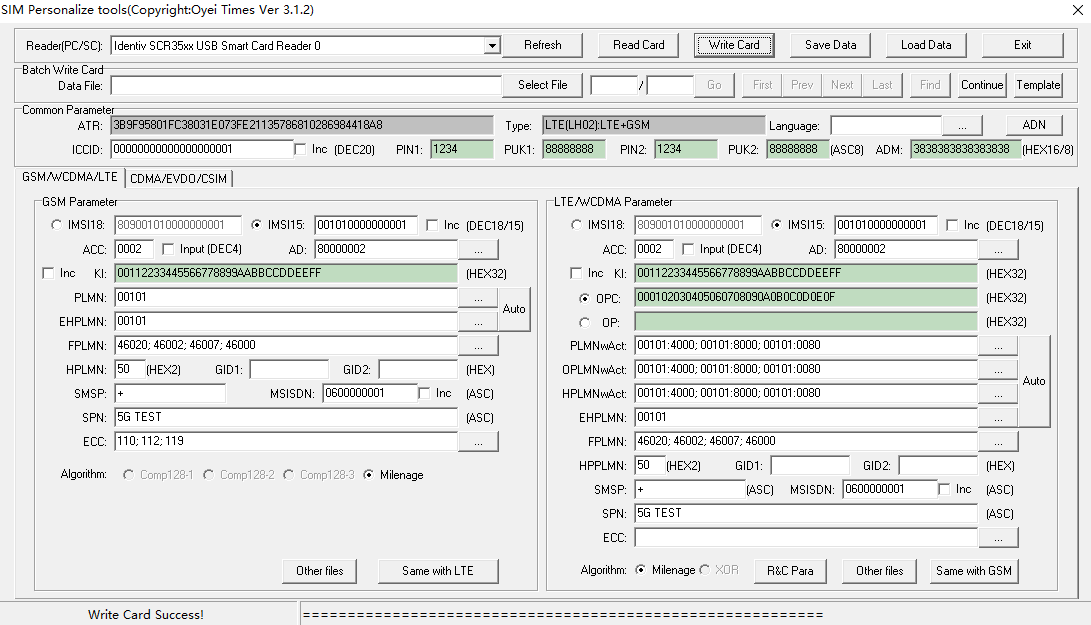 SIM Personalize tools(Copyright:Oyei Times Ver 3.1.2)
Reader(PC/SC): Identiv SCR35xx USB Smart Card Reader 0 Refresh Read Card Write Card Save Data Load Data Exit
Batch Write Card
Data File: Select File / Go First Prev Next Last Find Continue Template
Common Parameter
ATR: 3B9F95801FC38031E073FE21135786810286984418A8 Type: LTE(LH02):LTE+GSM Language: ... ADN
ICCID: 00000000000000000001 Inc (DEC20) PIN1: 1234 PUK1: 88888888 PIN2: 1234 PUK2: 88888888 (ASC8) ADM: 3838383838383838 (HEX16/8)
GSM/WCDMA/LTE CDMA/EVDO/CSIM
GSM Parameter
IMSI18: 809001010000000001 IMSI15: 001010000000001 Inc (DEC18/15)
ACC: 0002 Input (DEC4) AD: 80000002 ...
Inc KI: 00112233445566778899AABBCCDDEEFF (HEX32)
PLMN: 00101 ...
Auto
EHPLMN: 00101 ...
FPLMN: 46020; 46002; 46007; 46000 ...
HPLMN: 50 (HEX2) GID1: GID2: (HEX)
SMSP: + MSISDN: 0600000001 Inc (ASC)
SPN: 5G TEST (ASC)
ECC: 110; 112; 119 ...
Algorithm: Comp128-1 Comp128-2 Comp128-3 Milenage
Other files Same with LTE
LTE/WCDMA Parameter
IMSI18: 809001010000000001 IMSI15: 001010000000001 Inc (DEC18/15)
ACC: 0002 Input (DEC4) AD: 80000002 ...
Inc KI: 00112233445566778899AABBCCDDEEFF (HEX32)
OPC: 000102030405060708090A0B0C0D0E0F (HEX32)
OP: (HEX32)
PLMNwAct: 00101:4000; 00101:8000; 00101:0080 ...
OPLMNwAct: 00101:4000; 00101:8000; 00101:0080 ...
Auto
HPLMNwAct: 00101:4000; 00101:8000; 00101:0080 ...
EHPLMN: 00101 ...
FPLMN: 46020; 46002; 46007; 46000 ...
HPPLMN: 50 (HEX2) GID1: GID2: (HEX)
SMSP: + (ASC) MSISDN: 0600000001 Inc (ASC)
SPN: 5G TEST (ASC)
ECC: ...
Algorithm: Milenage XOR R&C Para Other files Same with GSM
Write Card Success! ==========================================================